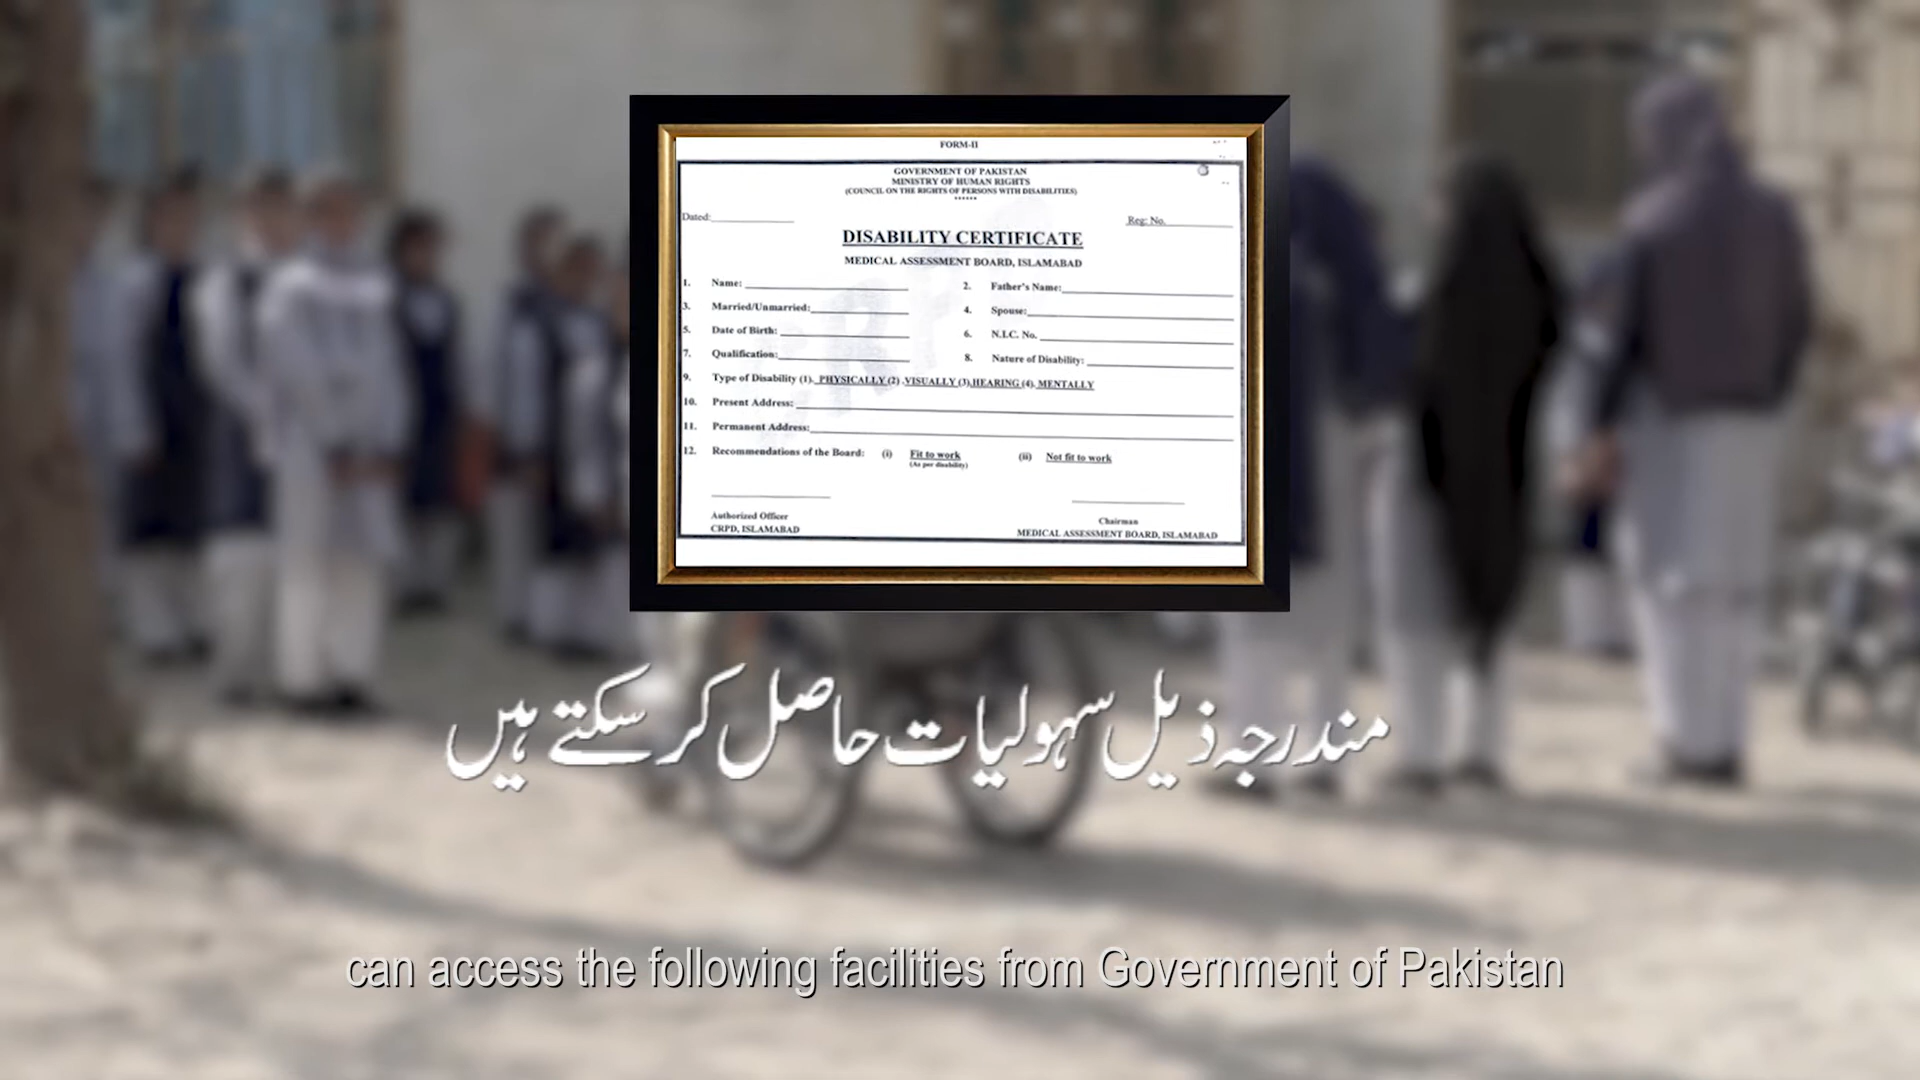 FORM-II
GOVERNMENT OF PAKISTAN
MINISTRY OF HUMAN RIGHTS
(COUNCIL ON THE RIGHTS OF PERSONS WITH DISABILITIES)
******
Dated: Reg: No.
DISABILITY CERTIFICATE
MEDICAL ASSESSMENT BOARD, ISLAMABAD
1. Name: 2. Father's Name:
3. Married/Unmarried: 4. Spouse:
5. Date of Birth: 6. N.I.C. No.
7. Qualification: 8. Nature of Disability:
9. Type of Disability (1). PHYSICALLY (2) .VISUALLY (3).HEARING (4). MENTALLY
10. Present Address:
11. Permanent Address:
12. Recommendations of the Board: (i) Fit to work (ii) Not fit to work
(As per disability)
Authorized Officer Chairman
CRPD, ISLAMABAD MEDICAL ASSESSMENT BOARD, ISLAMABAD
مندرجہ ذیل سہولیات حاصل کر سکتے ہیں
can access the following facilities from Government of Pakistan